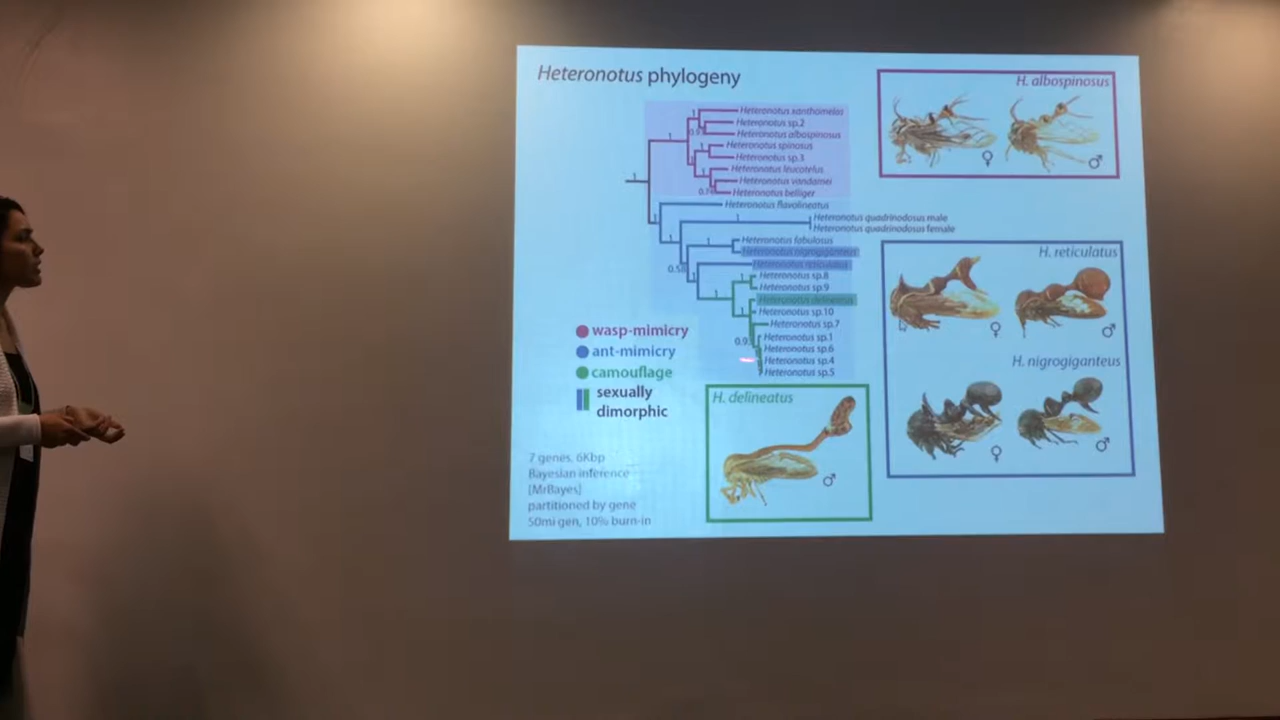 Heteronotus phylogeny
H. albospinosus
♀ ♂
1
Heteronotus xanthomelas
Heteronotus sp.2
Heteronotus albospinosus
Heteronotus spinosus
Heteronotus sp.3
Heteronotus leucotelus
Heteronotus vandamei
Heteronotus belliger
Heteronotus flavolineatus
Heteronotus quadrinodosus male
Heteronotus quadrinodosus female
Heteronotus fabulosus
Heteronotus nigrogiganteus
Heteronotus reticulatus
Heteronotus sp.8
Heteronotus sp.9
Heteronotus delineatus
Heteronotus sp.10
Heteronotus sp.7
Heteronotus sp.1
Heteronotus sp.6
Heteronotus sp.4
Heteronotus sp.5
H. reticulatus
♀ ♂
H. nigrogiganteus
♀ ♂
wasp-mimicry
ant-mimicry
camouflage
sexually
dimorphic
H. delineatus
♂
7 genes, 6Kbp
Bayesian inference
[MrBayes]
partitioned by gene
50mi gen, 10% burn-in